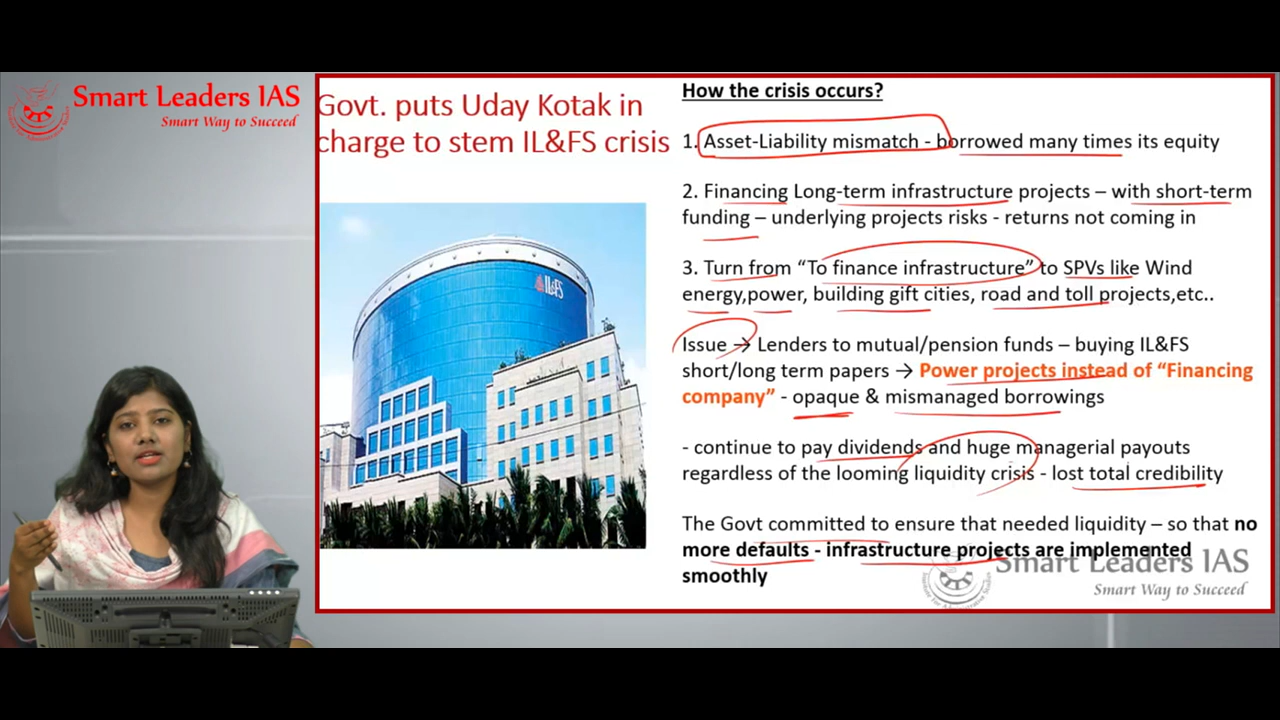 Smart Leaders IAS
Smart Way to Succeed
Govt. puts Uday Kotak in
charge to stem IL&FS crisis
IL&FS
How the crisis occurs?
1. Asset-Liability mismatch - borrowed many times its equity
2. Financing Long-term infrastructure projects – with short-term
funding – underlying projects risks - returns not coming in
3. Turn from “To finance infrastructure” to SPVs like Wind
energy,power, building gift cities, road and toll projects,etc..
Issue → Lenders to mutual/pension funds – buying IL&FS
short/long term papers → Power projects instead of “Financing
company” - opaque & mismanaged borrowings
- continue to pay dividends and huge managerial payouts
regardless of the looming liquidity crisis - lost total credibility
The Govt committed to ensure that needed liquidity – so that no
more defaults - infrastructure projects are implemented
smoothly
Smart Leaders IAS
Smart Way to Succeed